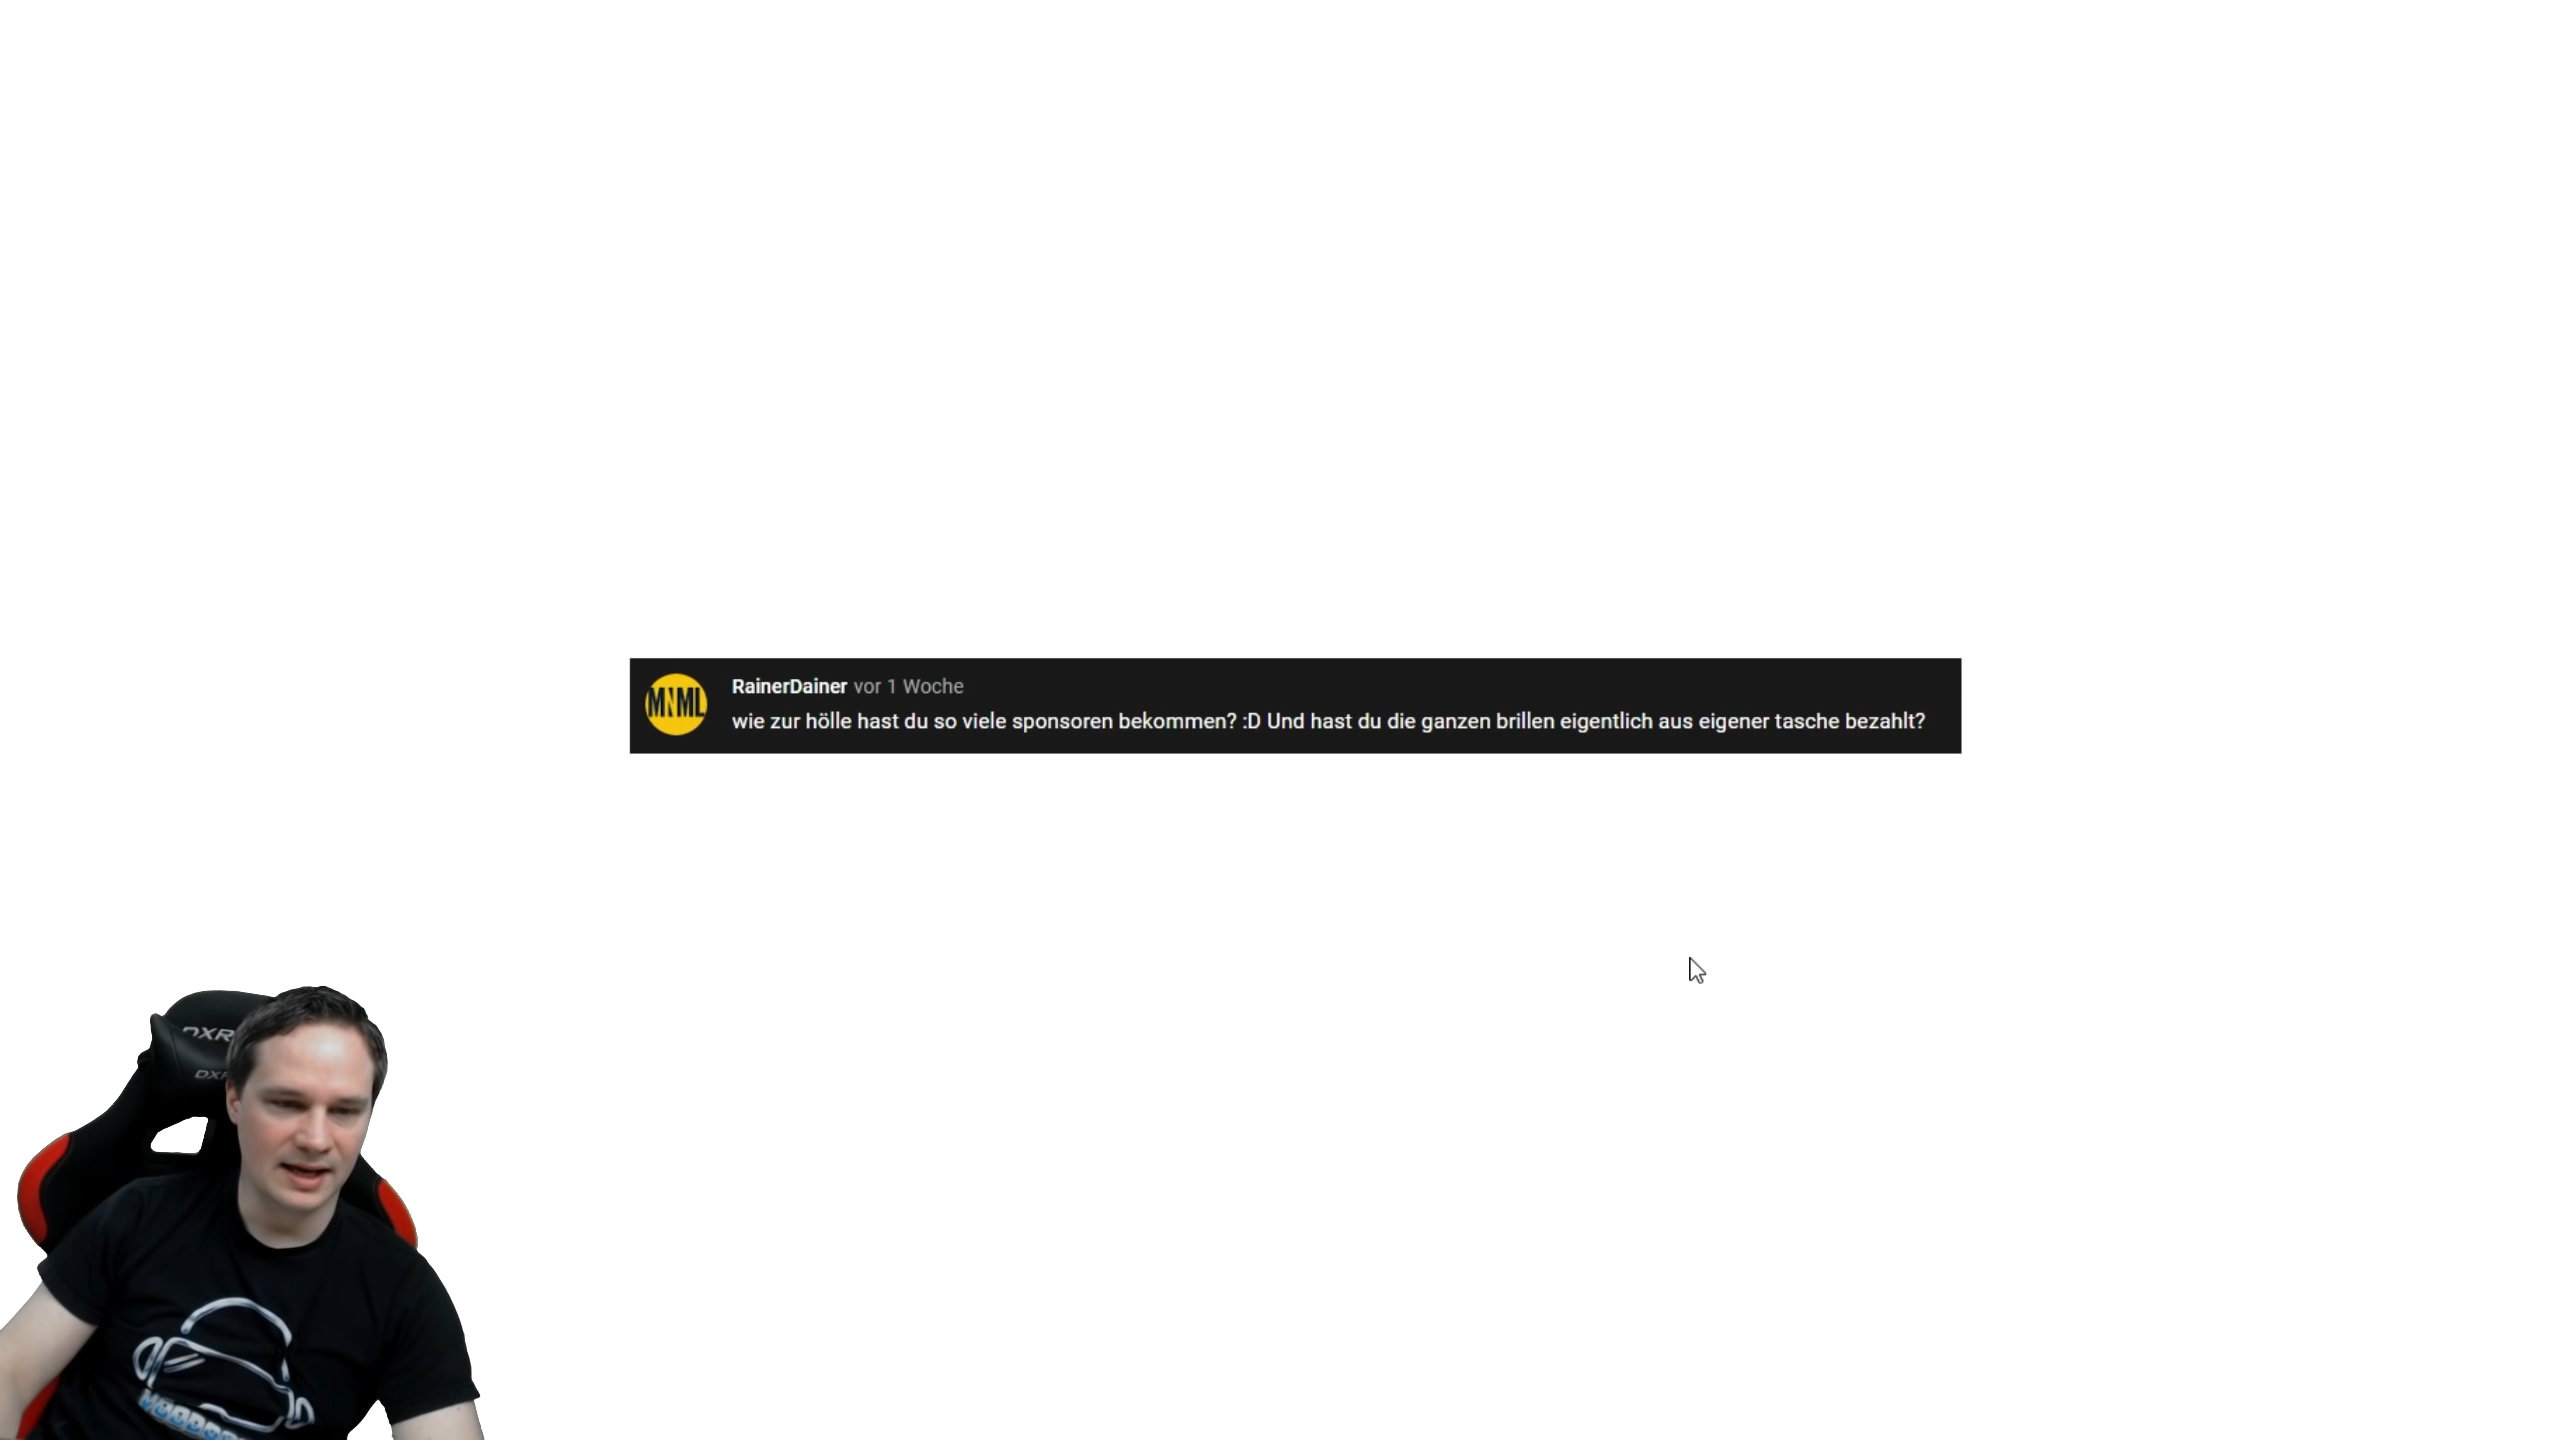 MNML
RainerDainer vor 1 Woche
wie zur hölle hast du so viele sponsoren bekommen? :D Und hast du die ganzen brillen eigentlich aus eigener tasche bezahlt?